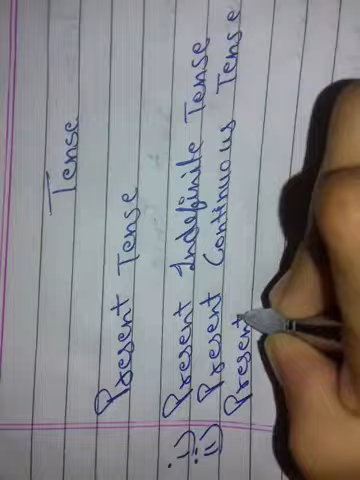 Tense
Present Tense
i) Present Indefinite Tense
ii) Present Continuous Tense
Present